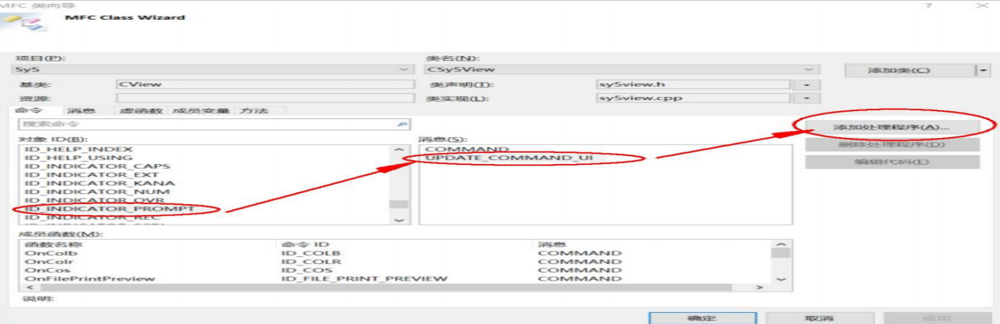 MFC 类向导
MFC Class Wizard
项目(P):
类名(N):
Sy5
CSy5View
添加类(C)
基类:
CView
类声明(T):
sy5view.h
资源:
类实现(L):
sy5view.cpp
命令 消息 虚函数 成员变量 方法
搜索命令
添加处理程序(A)...
对象 ID(B):
消息(S):
删除处理程序(D)
编辑代码(E)
ID_HELP_INDEX
ID_HELP_USING
ID_INDICATOR_CAPS
ID_INDICATOR_EXT
ID_INDICATOR_KANA
ID_INDICATOR_NUM
ID_INDICATOR_OVR
ID_INDICATOR_PROMPT
ID_INDICATOR_REC
COMMAND
UPDATE_COMMAND_UI
成员函数(M):
函数名称 命令 ID 消息
OnColb ID_COLB COMMAND
OnColr ID_COLR COMMAND
OnCos ID_COS COMMAND
OnFilePrintPreview ID_FILE_PRINT_PREVIEW COMMAND
说明:
确定 取消 应用